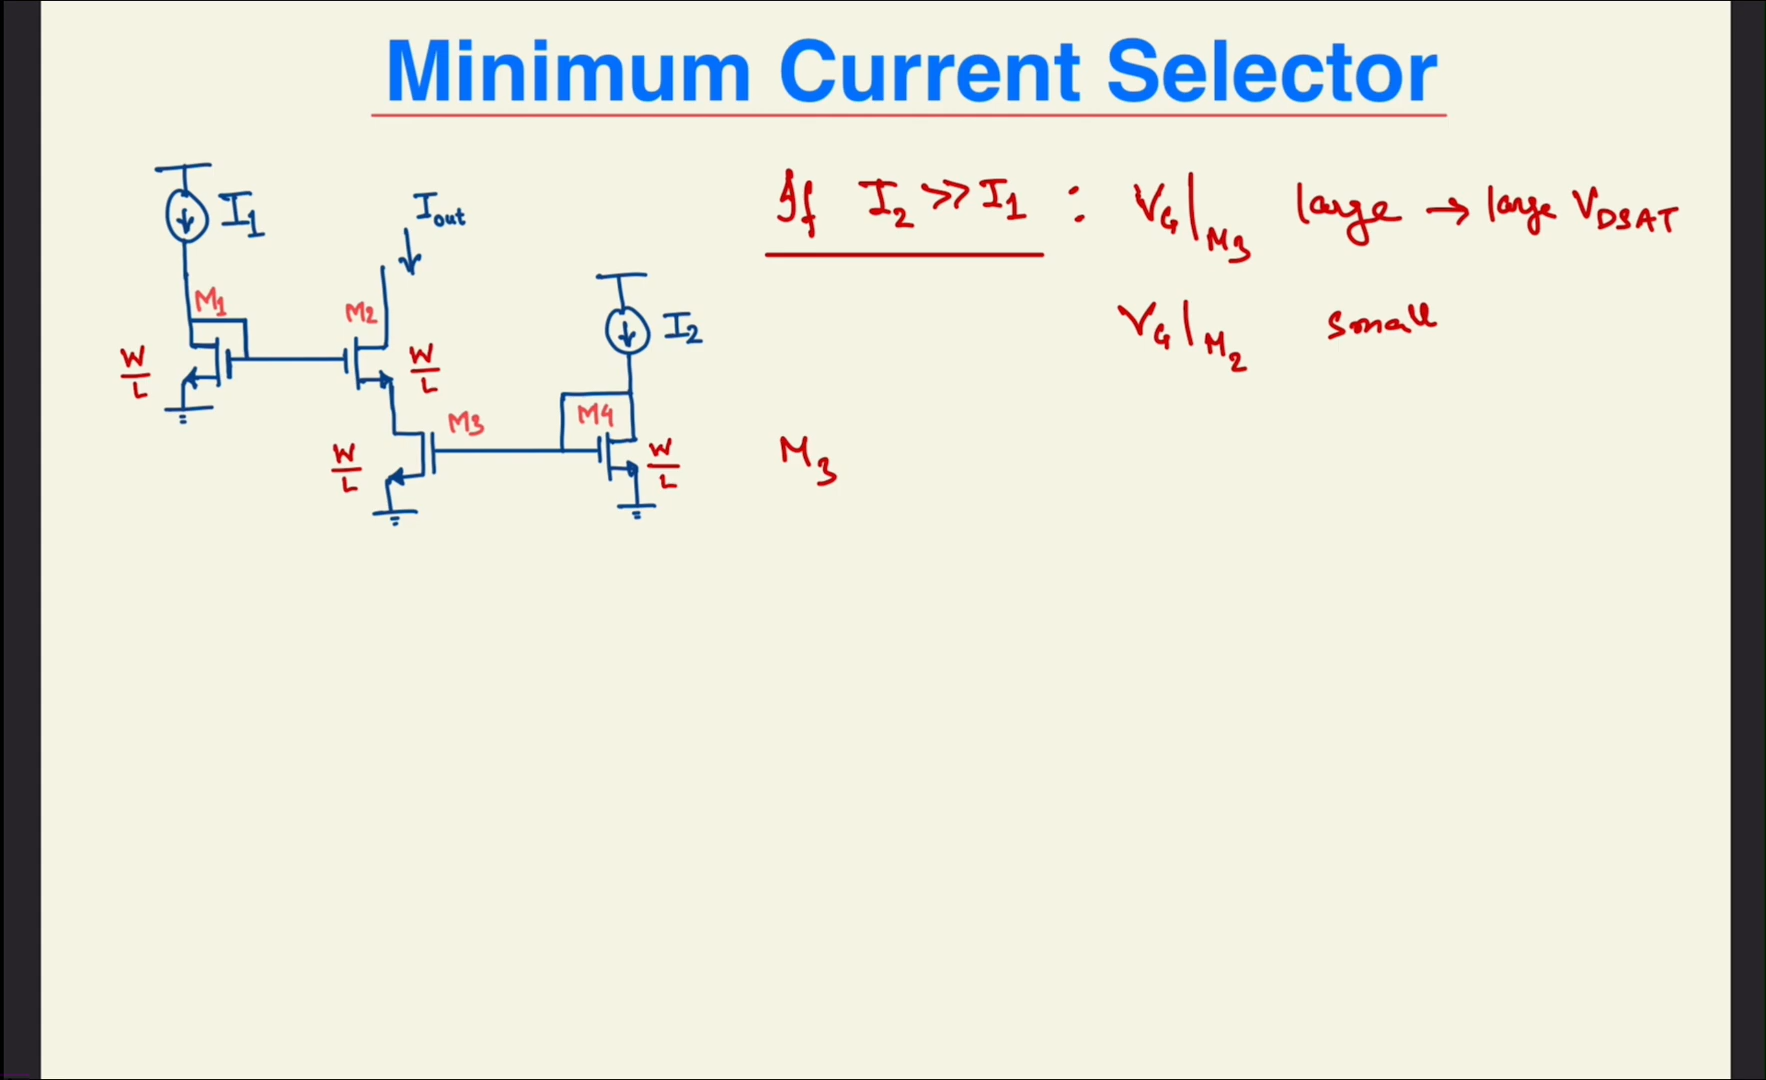 Minimum Current Selector
If I2 >> I1 : VG|M3 large → large VDSAT
VG|M2 small
M3
I1
Iout
M1
M2
I2
W/L
W/L
M3
M4
W/L
W/L